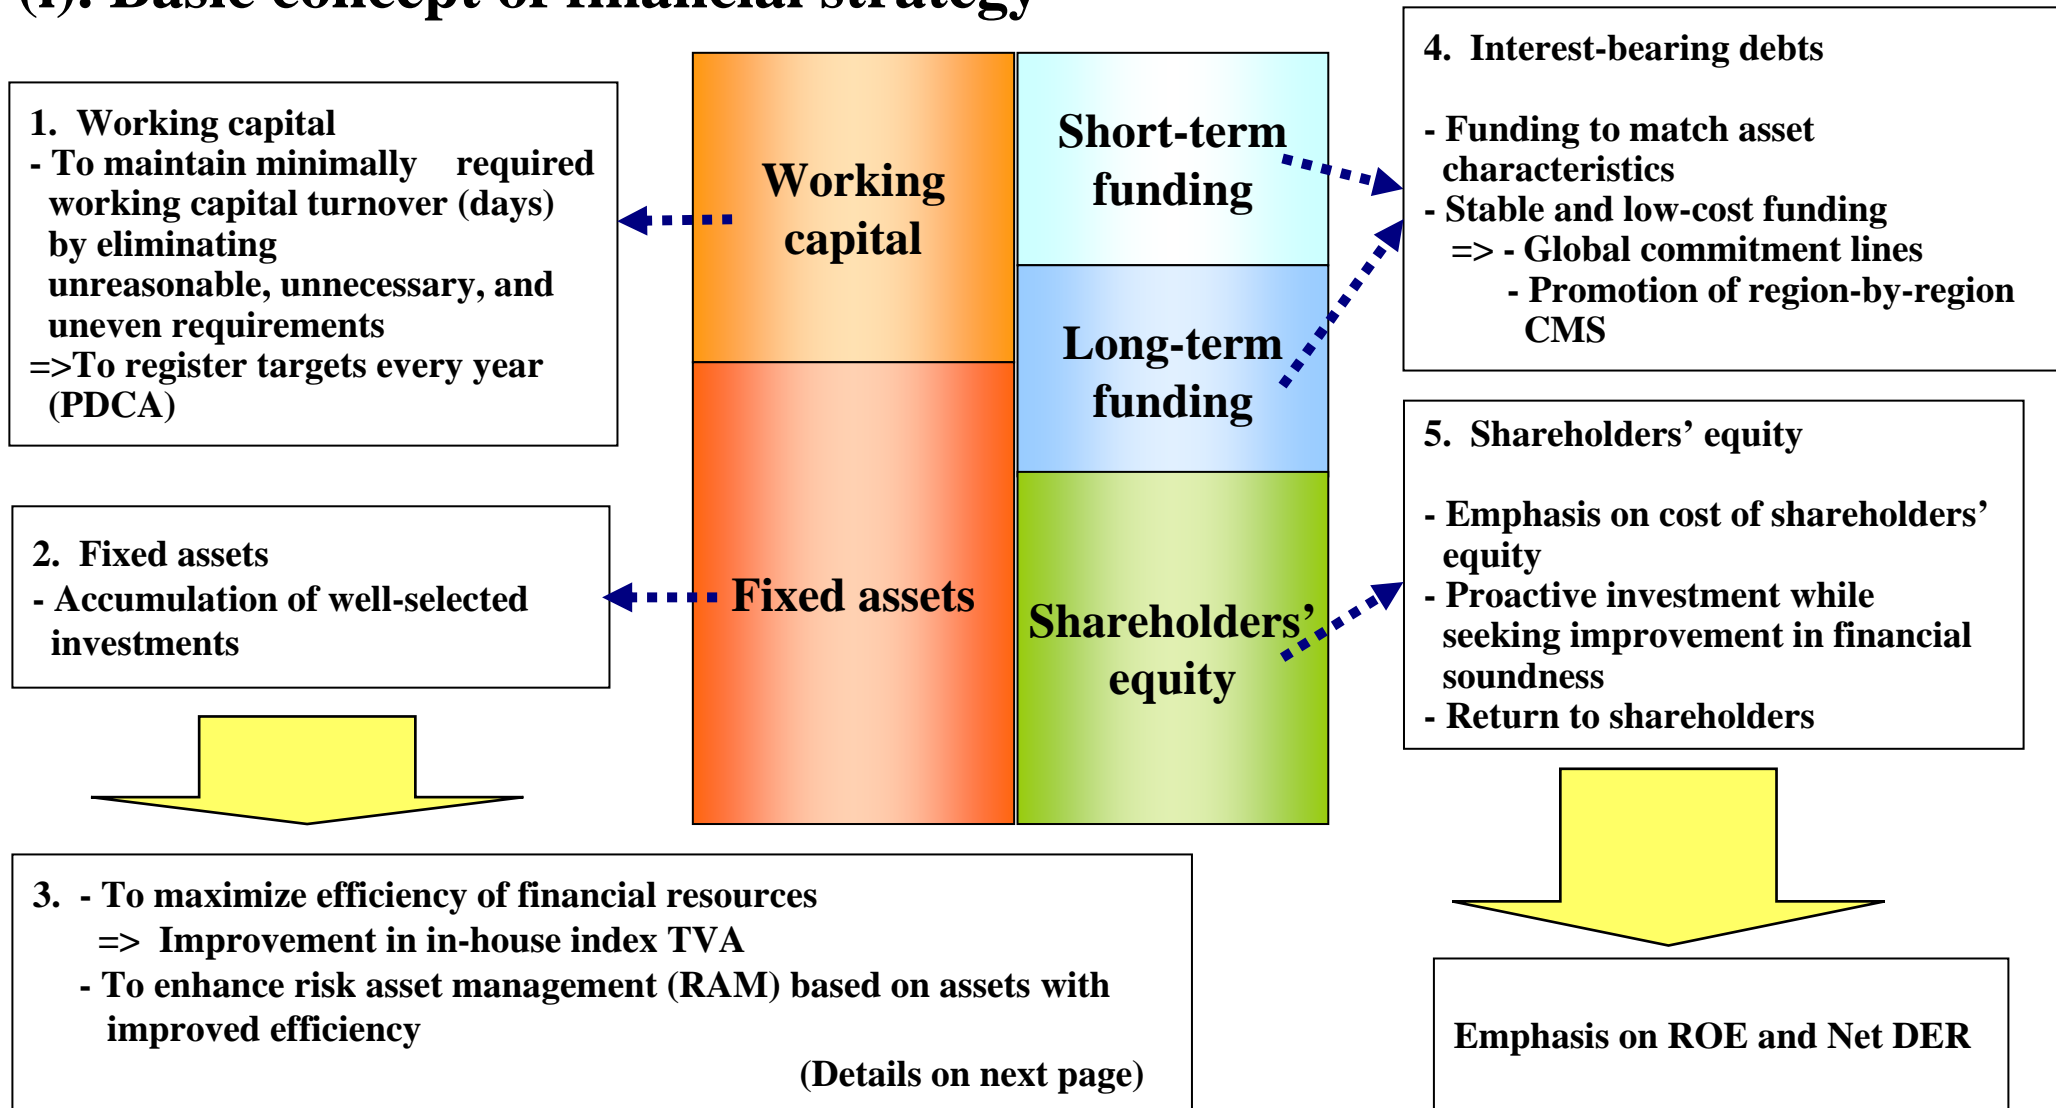 (i). Basic concept of financial strategy
1. Working capital
- To maintain minimally required
working capital turnover (days)
by eliminating
unreasonable, unnecessary, and
uneven requirements
=>To register targets every year
(PDCA)
2. Fixed assets
- Accumulation of well-selected
investments
3. - To maximize efficiency of financial resources
=> Improvement in in-house index TVA
- To enhance risk asset management (RAM) based on assets with
improved efficiency
(Details on next page)
Working
capital
Fixed assets
Short-term
funding
Long-term
funding
Shareholders’
equity
4. Interest-bearing debts
- Funding to match asset
characteristics
- Stable and low-cost funding
=> - Global commitment lines
- Promotion of region-by-region
CMS
5. Shareholders’ equity
- Emphasis on cost of shareholders’
equity
- Proactive investment while
seeking improvement in financial
soundness
- Return to shareholders
Emphasis on ROE and Net DER